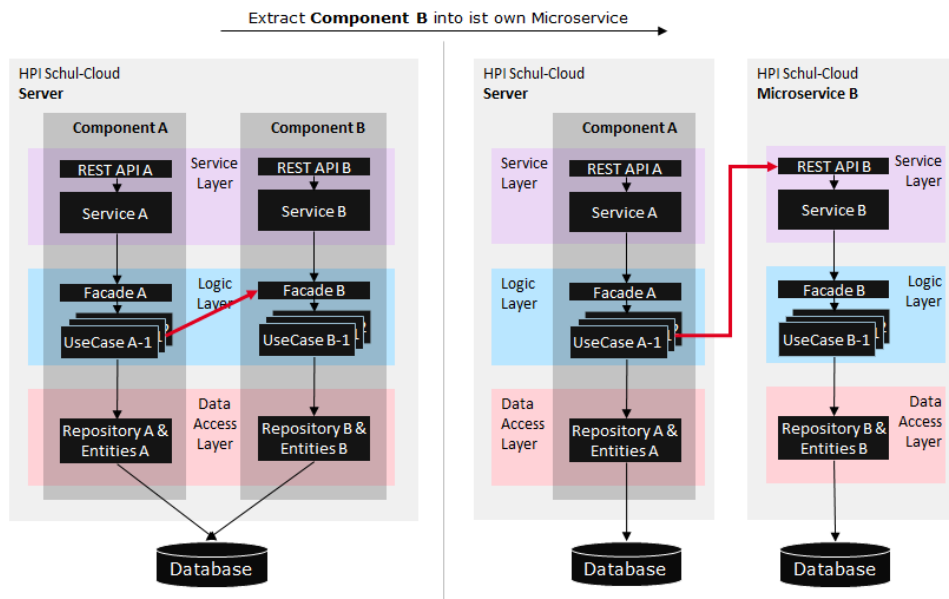 Extract Component B into ist own Microservice
HPI Schul-Cloud
Server
Component A
Component B
REST API A
Service
Layer
REST API B
Service A
Service B
Facade A
Logic
Layer
Facade B
UseCase A-1
UseCase B-1
Repository A &
Entities A
Data
Access
Layer
Repository B &
Entities B
Database
HPI Schul-Cloud
Server
Component A
Service
Layer
REST API A
Service A
Logic
Layer
Facade A
UseCase A-1
Data
Access
Layer
Repository A &
Entities A
Database
HPI Schul-Cloud
Microservice B
REST API B
Service
Layer
Service B
Logic
Layer
Facade B
UseCase B-1
Data
Access
Layer
Repository B &
Entities B
Database